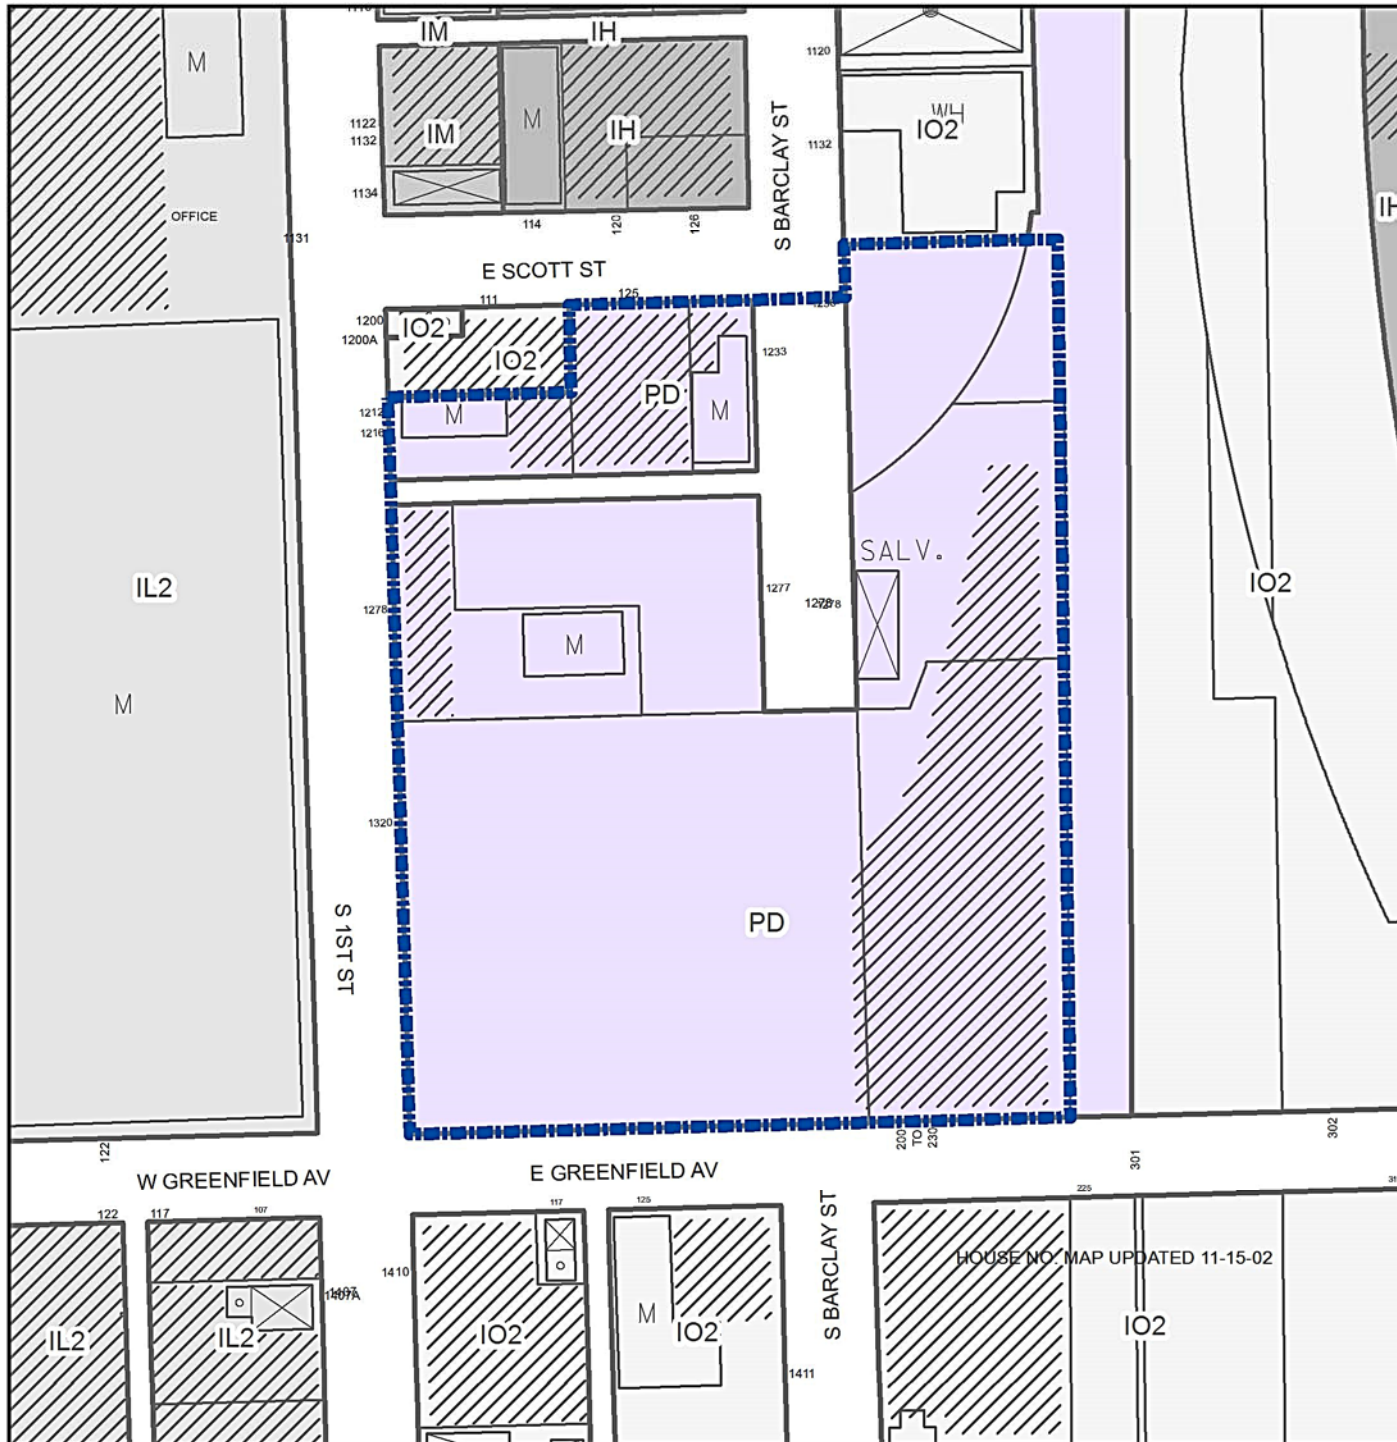 IM
IH
M
1122
1132
IM
M
IH
1134
114
120
126
S BARCLAY ST
1120
WH
IO2
1132
IH
OFFICE
1131
E SCOTT ST
111
125
1200
IO2
1200A
IO2
1233
1212
M
PD
M
1216
SALV.
IL2
1278
1277
1278
IO2
M
M
1320
S 1ST ST
PD
122
200
TO
230
301
302
W GREENFIELD AV
E GREENFIELD AV
122
117
107
117
125
225
S BARCLAY ST
HOUSE NO. MAP UPDATED 11-15-02
1410
1407A
IL2
IL2
IO2
M
IO2
IO2
1411